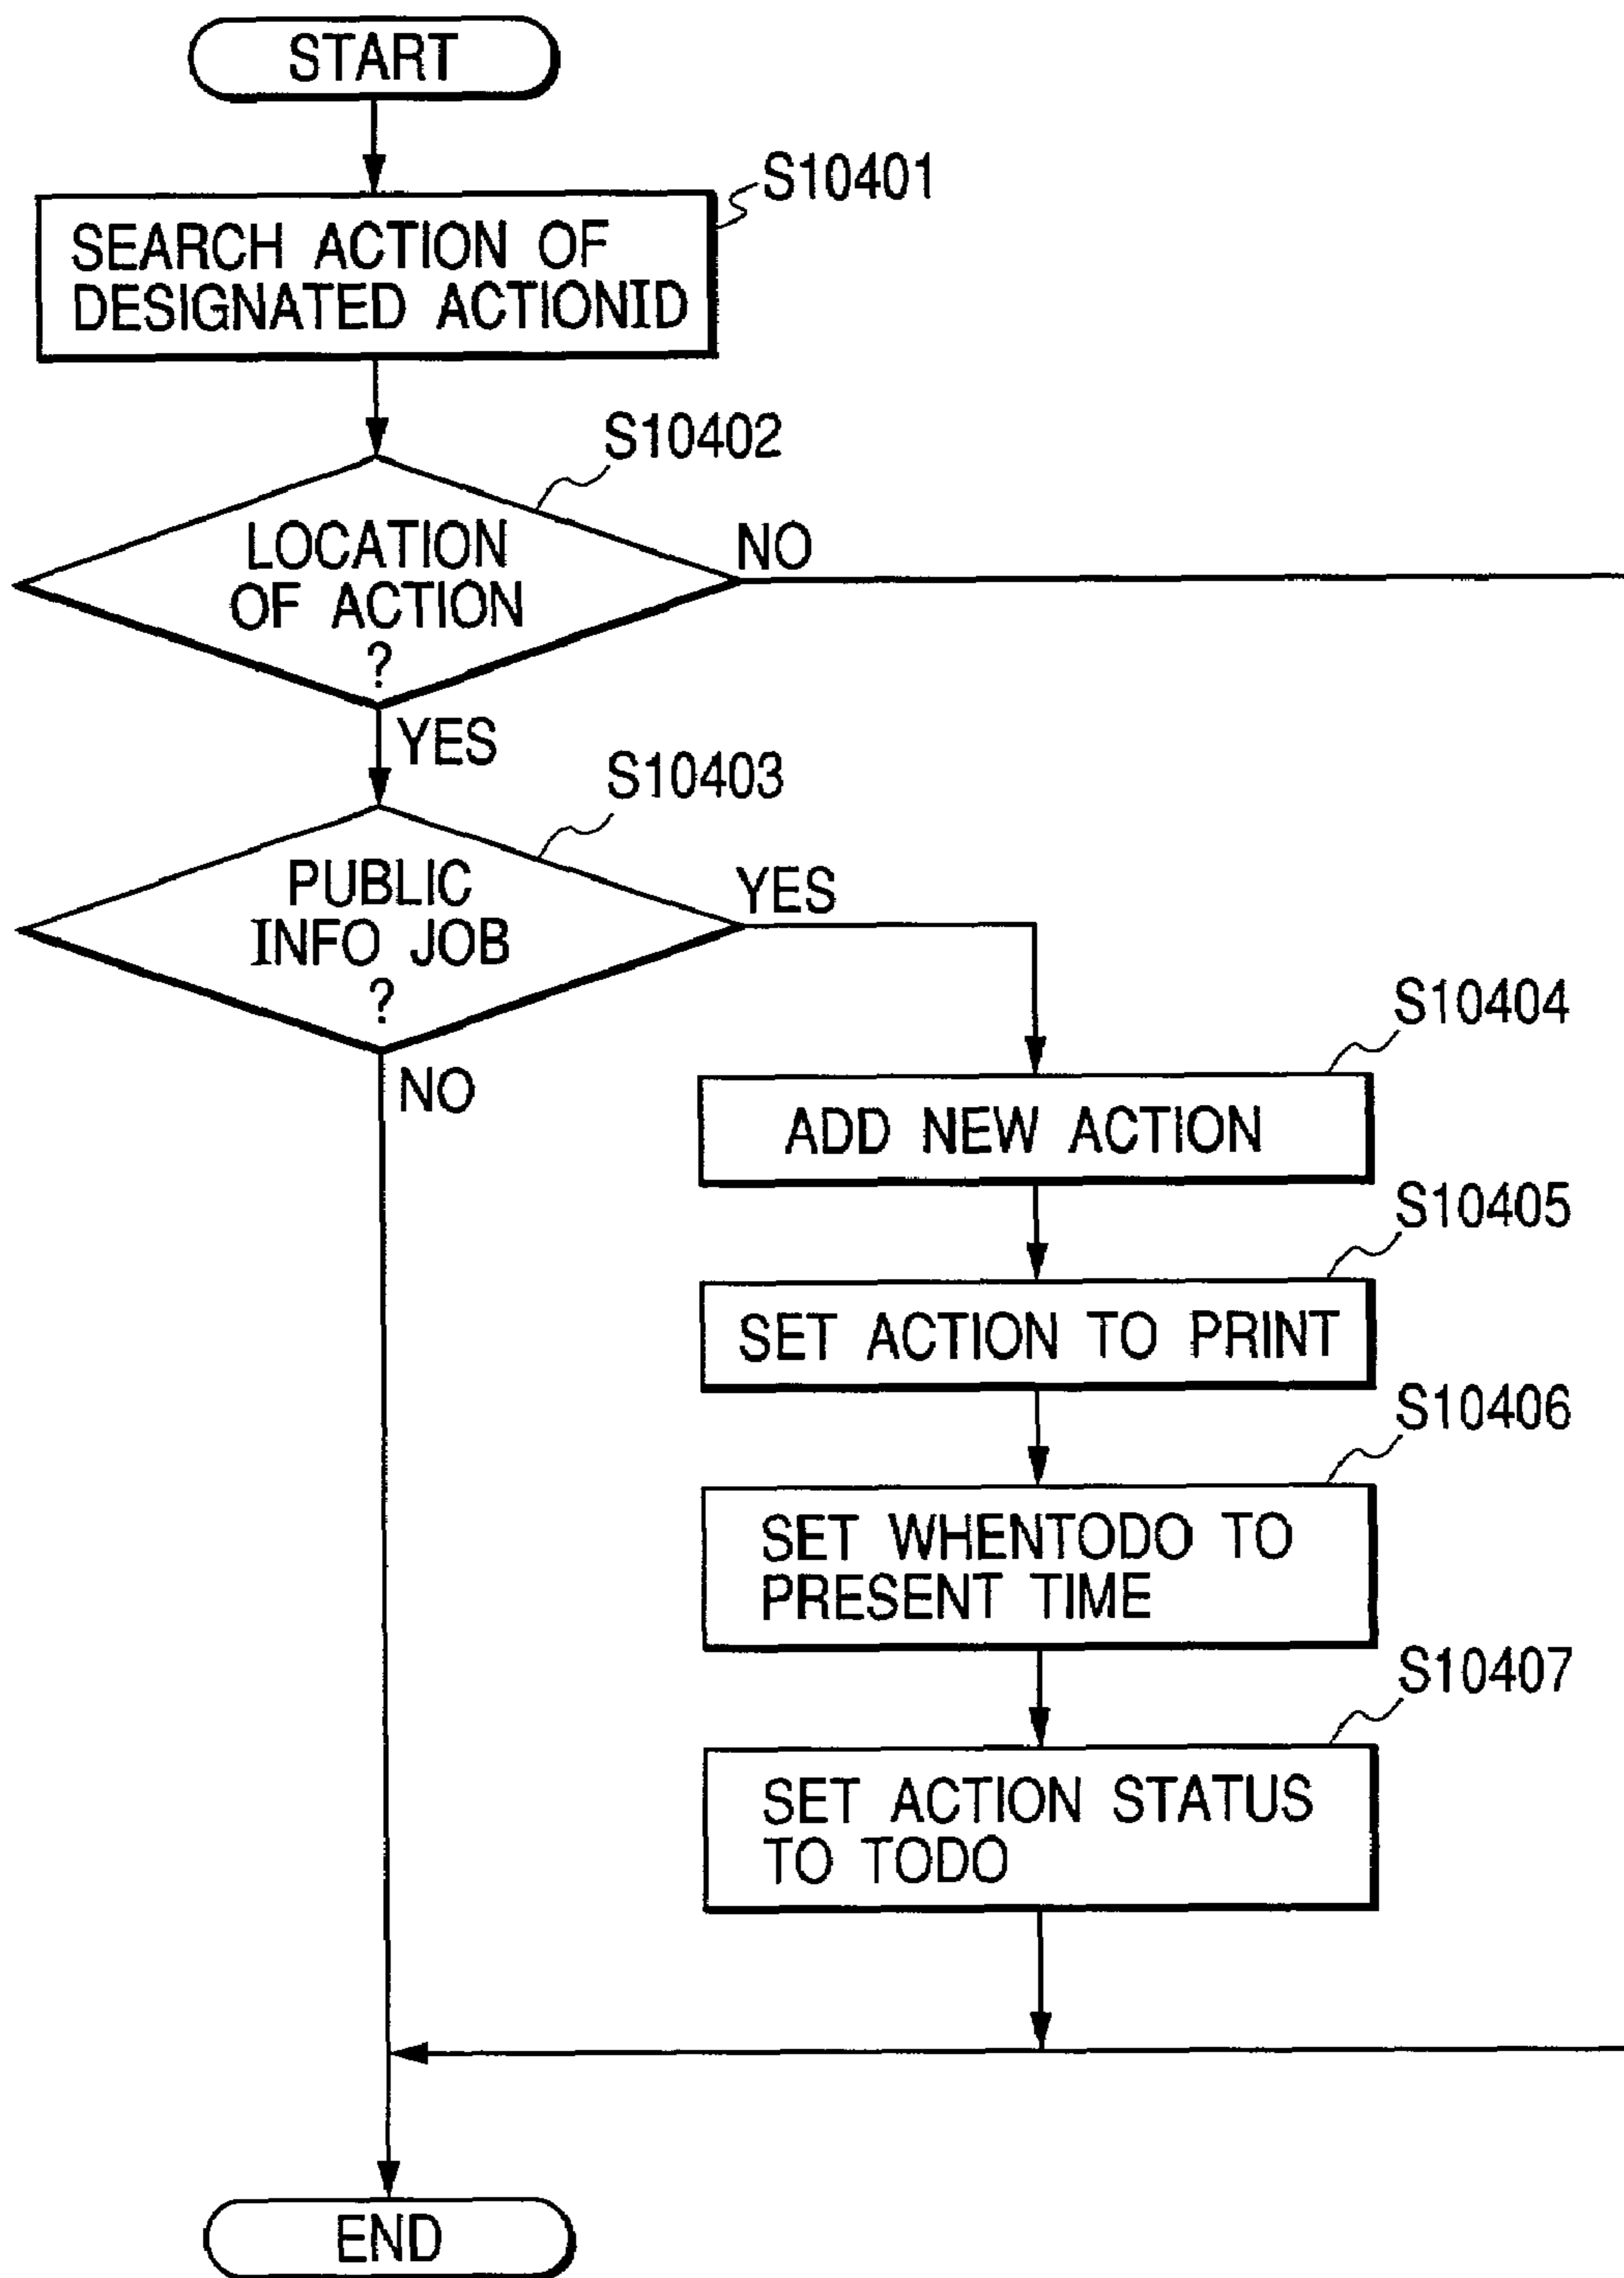 START
S10401
SEARCH ACTION OF
DESIGNATED ACTIONID
S10402
LOCATION
OF ACTION
?
NO
YES
S10403
PUBLIC
INFO JOB
?
YES
NO
S10404
ADD NEW ACTION
S10405
SET ACTION TO PRINT
S10406
SET WHENTODO TO
PRESENT TIME
S10407
SET ACTION STATUS
TO TODO
END